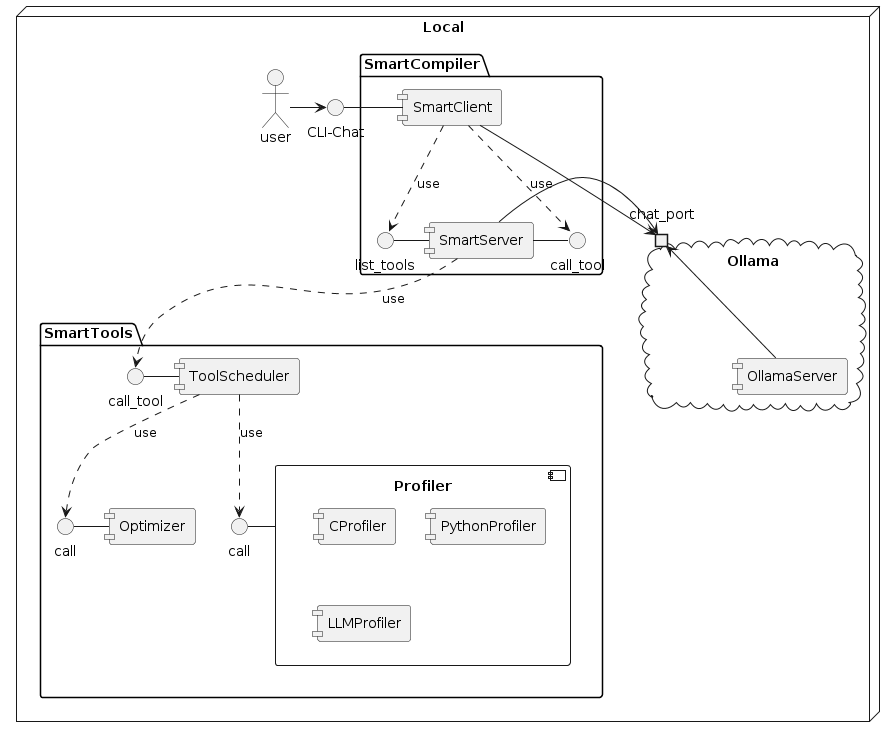 Local
SmartCompiler
SmartClient
user
CLI-Chat
use
use
chat_port
SmartServer
list_tools
call_tool
Ollama
use
SmartTools
ToolScheduler
OllamaServer
call_tool
use
use
Profiler
Optimizer
CProfiler
PythonProfiler
call
call
LLMProfiler